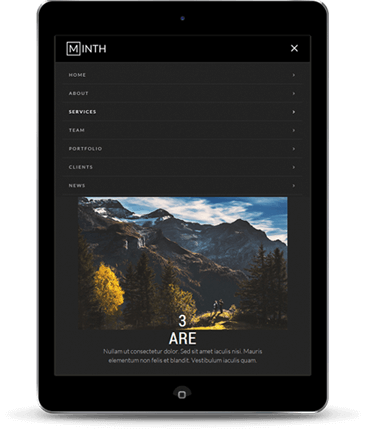 MINTH
HOME
ABOUT
SERVICES
TEAM
PORTFOLIO
CLIENTS
NEWS
3
ARE
Nullam ut consectetur dolor. Sed sit amet iaculis nisi. Mauris
elementum non felis et blandit. Vestibulum iaculis quam.